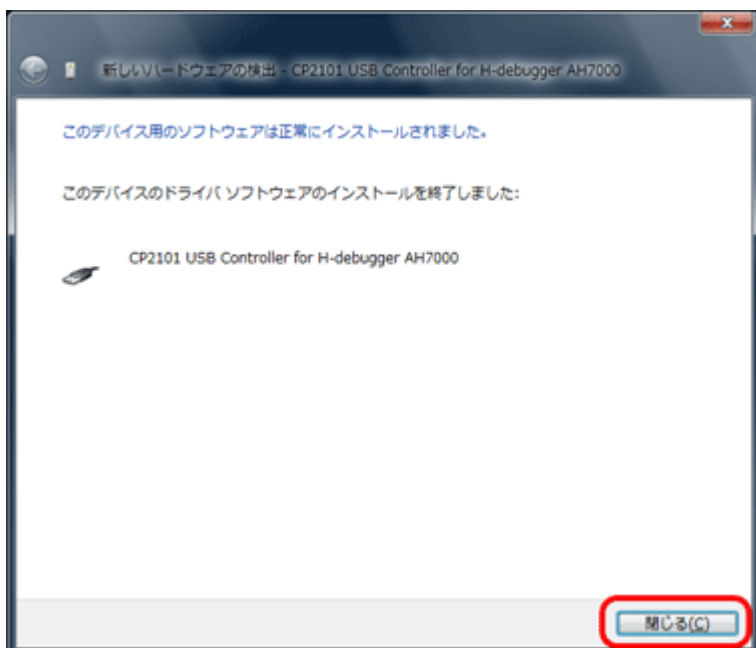 新しいハードウェアの検出 - CP2101 USB Controller for H-debugger AH7000
このデバイス用のソフトウェアは正常にインストールされました。
このデバイスのドライバ ソフトウェアのインストールを終了しました:
CP2101 USB Controller for H-debugger AH7000
閉じる(C)